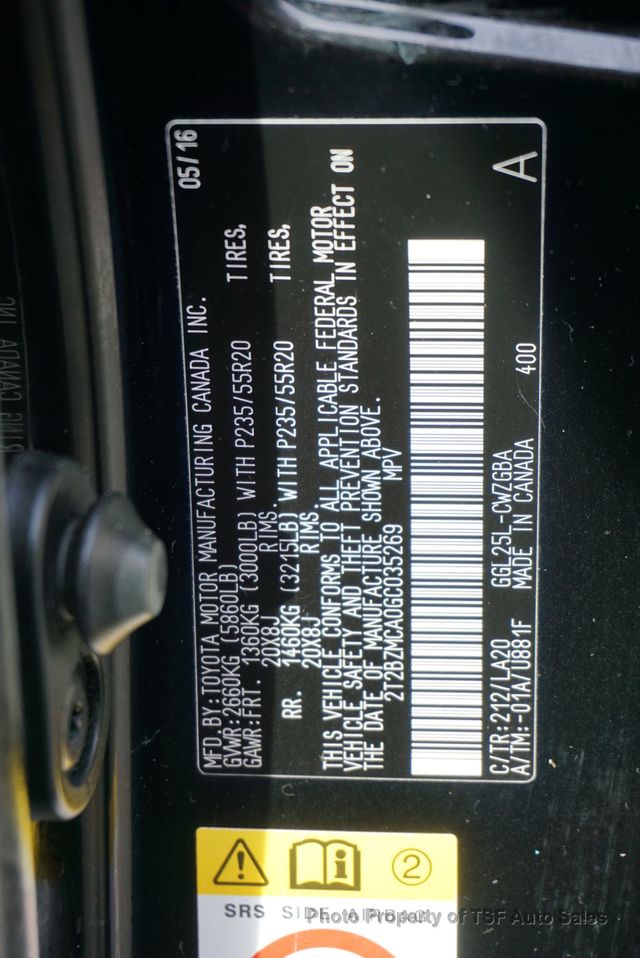 MFD.BY:TOYOTA MOTOR MANUFACTURING CANADA INC. 05/16
GVWR:2660KG (5860LB)
GAWR:FRT. 1360KG (3000LB) WITH P235/55R20 TIRES,
20X8J RIMS.
RR. 1460KG (3215LB) WITH P235/55R20 TIRES,
20X8J RIMS.
THIS VEHICLE CONFORMS TO ALL APPLICABLE FEDERAL MOTOR
VEHICLE SAFETY AND THEFT PREVENTION STANDARDS IN EFFECT ON
THE DATE OF MANUFACTURE SHOWN ABOVE.
2T2BZMCA0GC035269 MPV
C/TR:212/LA20 GGL25L-CWZGBA A
A/TM:-01A/U881F MADE IN CANADA 400
2
SRS SIDE AIRBAG
Photo Property of TSF Auto Sales